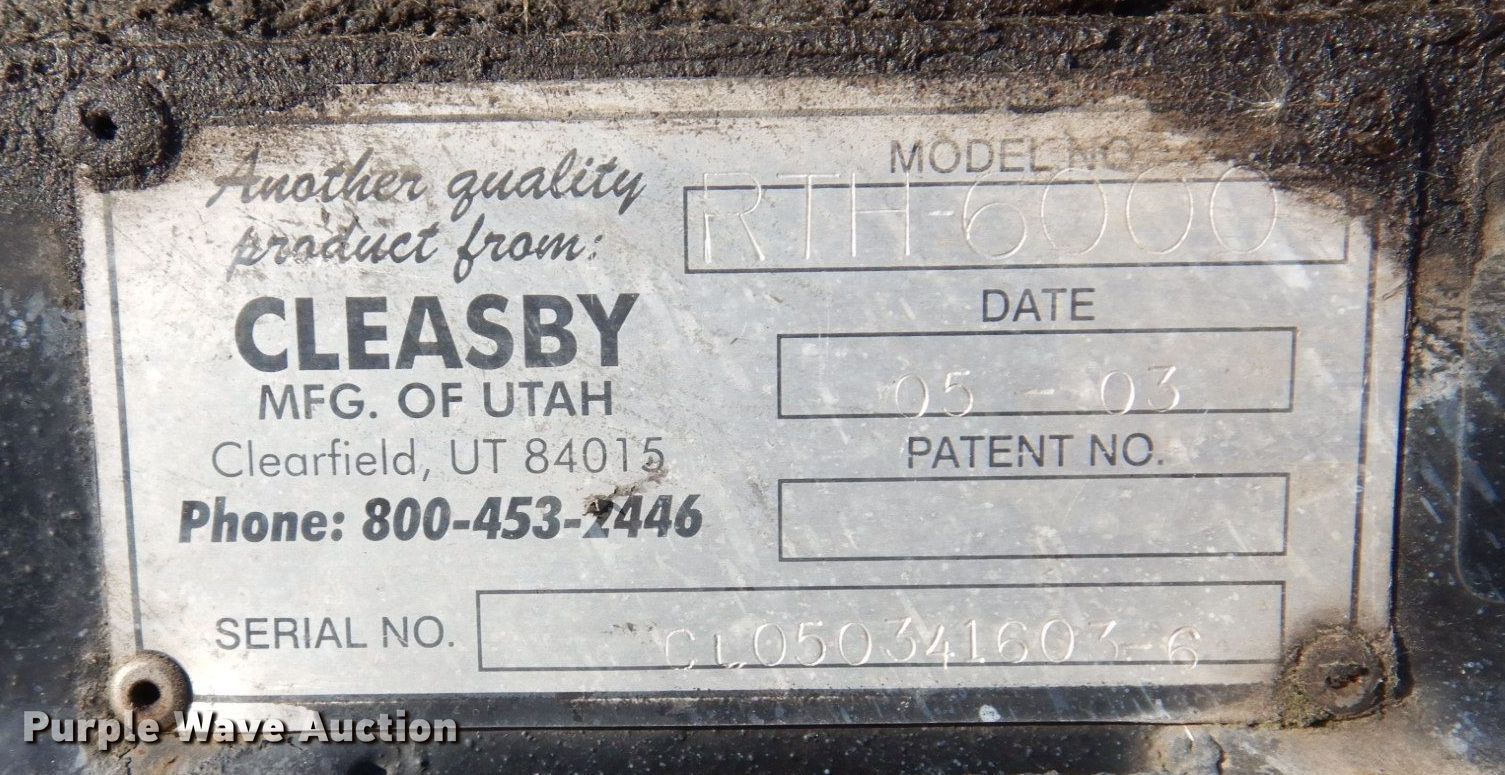 Another quality
product from:
CLEASBY
MFG. OF UTAH
Clearfield, UT 84015
Phone: 800-453-2446
MODEL NO
RTH-6000
DATE
05 - 03
PATENT NO.
SERIAL NO. CL050341603-6
Purple Wave Auction